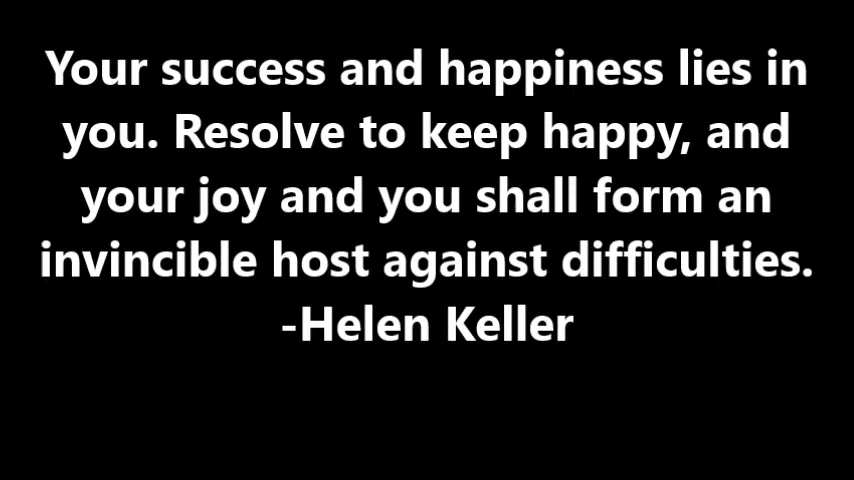 Your success and happiness lies in
you. Resolve to keep happy, and
your joy and you shall form an
invincible host against difficulties.
-Helen Keller